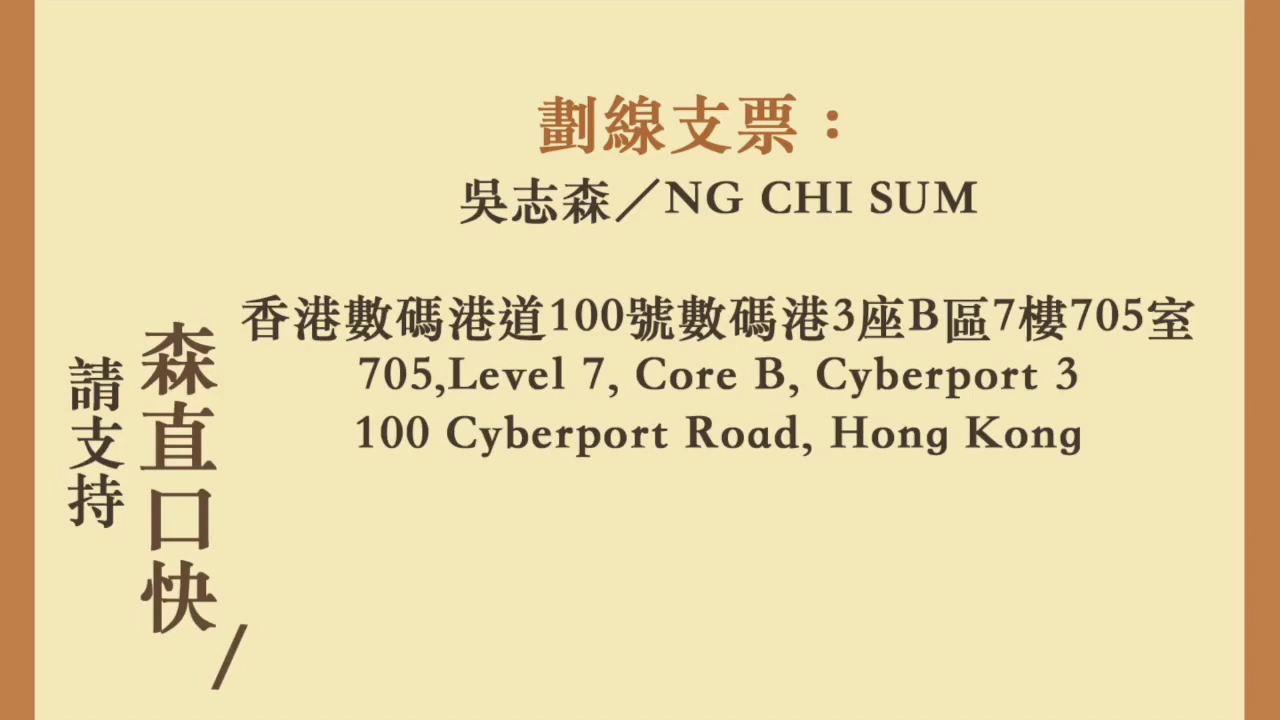 劃線支票：
吳志森／NG CHI SUM
香港數碼港道100號數碼港3座B區7樓705室
705,Level 7, Core B, Cyberport 3
100 Cyberport Road, Hong Kong
請支持
森直口快/